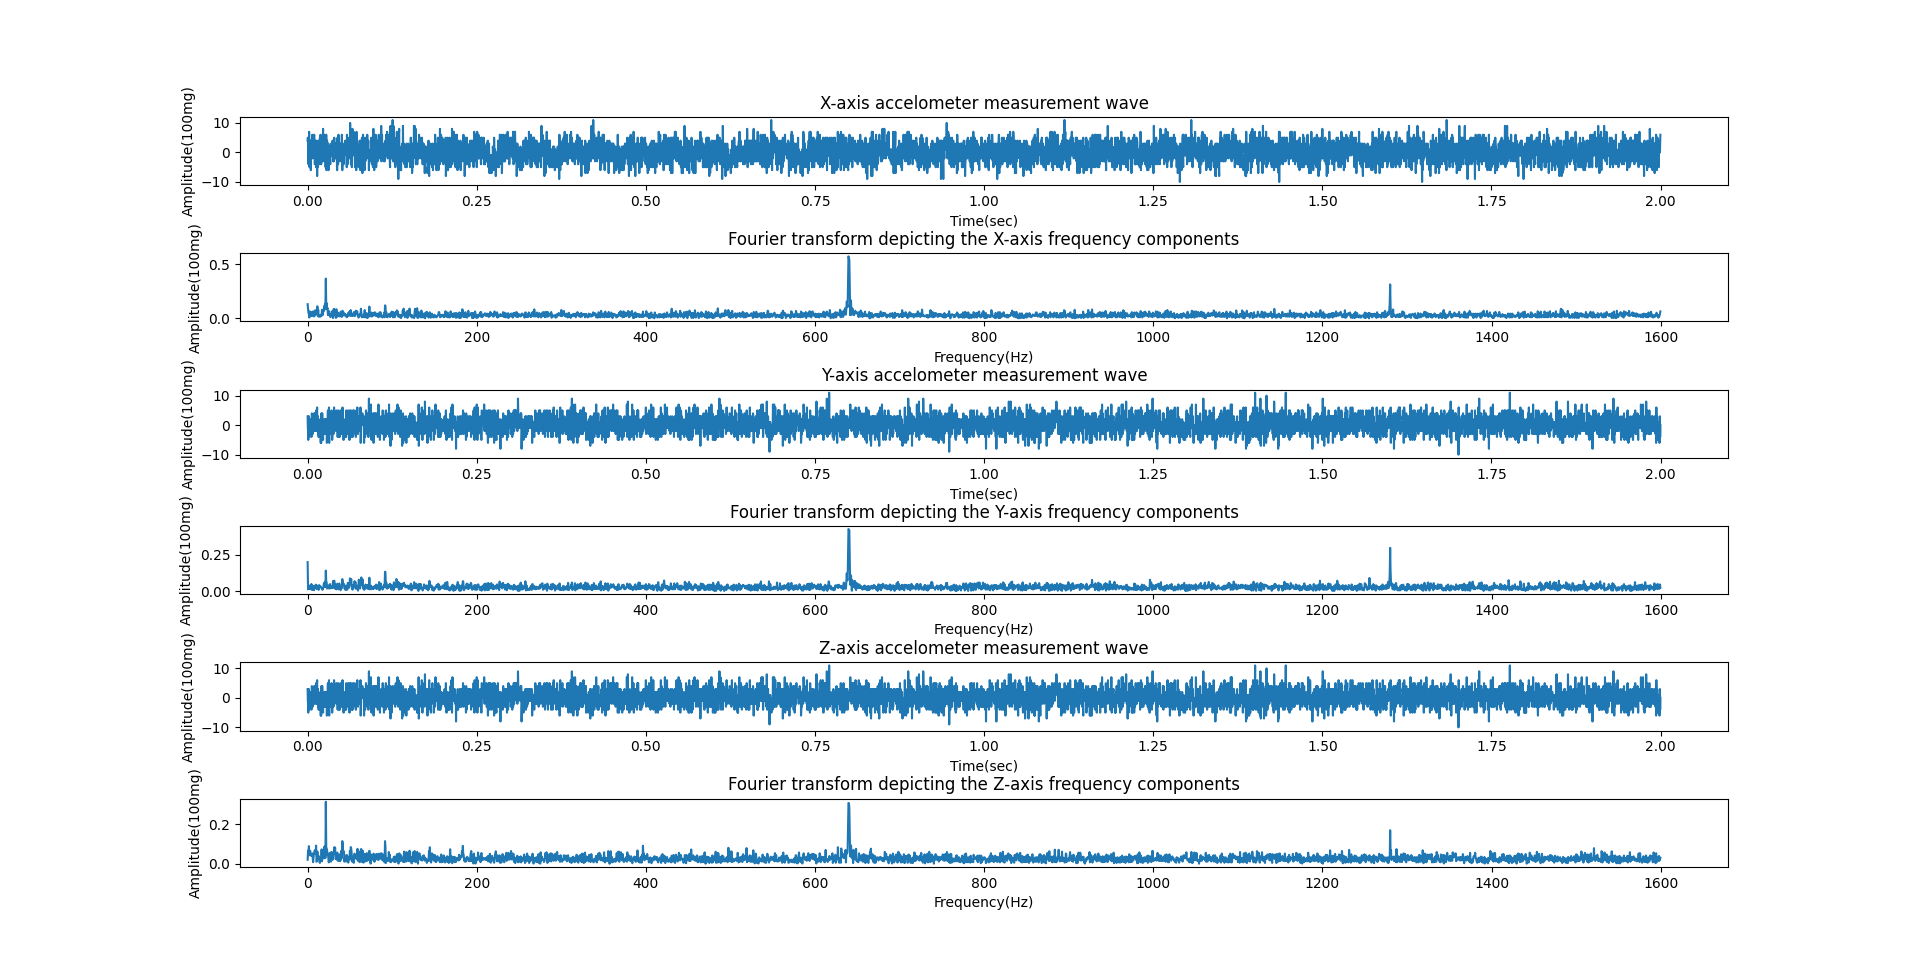 X-axis accelometer measurement wave
Amplitude(100mg)
10
0
−10
0.00 0.25 0.50 0.75 1.00 1.25 1.50 1.75 2.00
Time(sec)
Fourier transform depicting the X-axis frequency components
Amplitude(100mg)
0.5
0.0
0 200 400 600 800 1000 1200 1400 1600
Frequency(Hz)
Y-axis accelometer measurement wave
Amplitude(100mg)
10
0
−10
0.00 0.25 0.50 0.75 1.00 1.25 1.50 1.75 2.00
Time(sec)
Fourier transform depicting the Y-axis frequency components
Amplitude(100mg)
0.25
0.00
0 200 400 600 800 1000 1200 1400 1600
Frequency(Hz)
Z-axis accelometer measurement wave
Amplitude(100mg)
10
0
−10
0.00 0.25 0.50 0.75 1.00 1.25 1.50 1.75 2.00
Time(sec)
Fourier transform depicting the Z-axis frequency components
Amplitude(100mg)
0.2
0.0
0 200 400 600 800 1000 1200 1400 1600
Frequency(Hz)